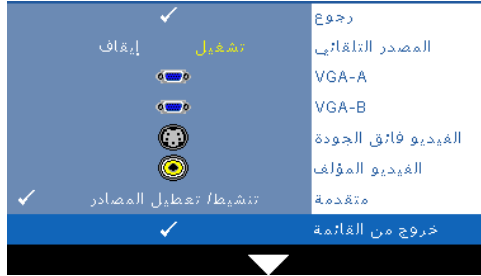 رجوع
المصدر التلقائي تشغيل إيقاف
VGA-A
VGA-B
الفيديو فائق الجودة
الفيديو المؤلف
متقدمة تنشيط/ تعطيل المصادر
خروج من القائمة